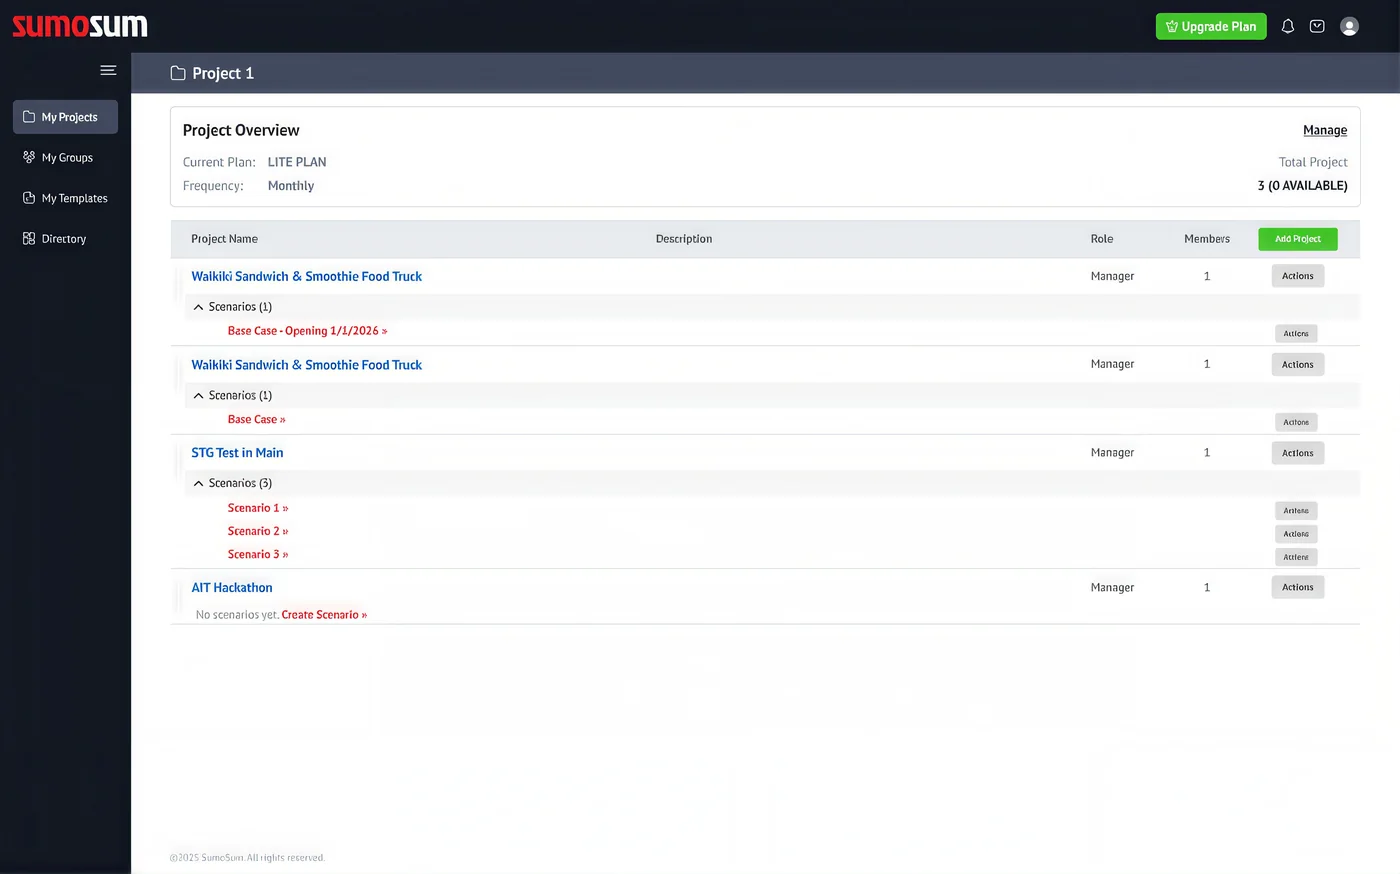 sumosum
Upgrade Plan
My Projects
My Groups
My Templates
Directory
Project 1
Project Overview
Manage
Current Plan: LITE PLAN
Total Project
Frequency: Monthly
3 (0 AVAILABLE)
Project Name Description Role Members Add Project
Waikiki Sandwich & Smoothie Food Truck Manager 1 Actions
Scenarios (1)
Base Case - Opening 1/1/2026 » Actions
Waikiki Sandwich & Smoothie Food Truck Manager 1 Actions
Scenarios (1)
Base Case » Actions
STG Test in Main Manager 1 Actions
Scenarios (3)
Scenario 1 » Actions
Scenario 2 » Actions
Scenario 3 » Actions
AIT Hackathon Manager 1 Actions
No scenarios yet. Create Scenario »
©2025 SumoSum. All rights reserved.